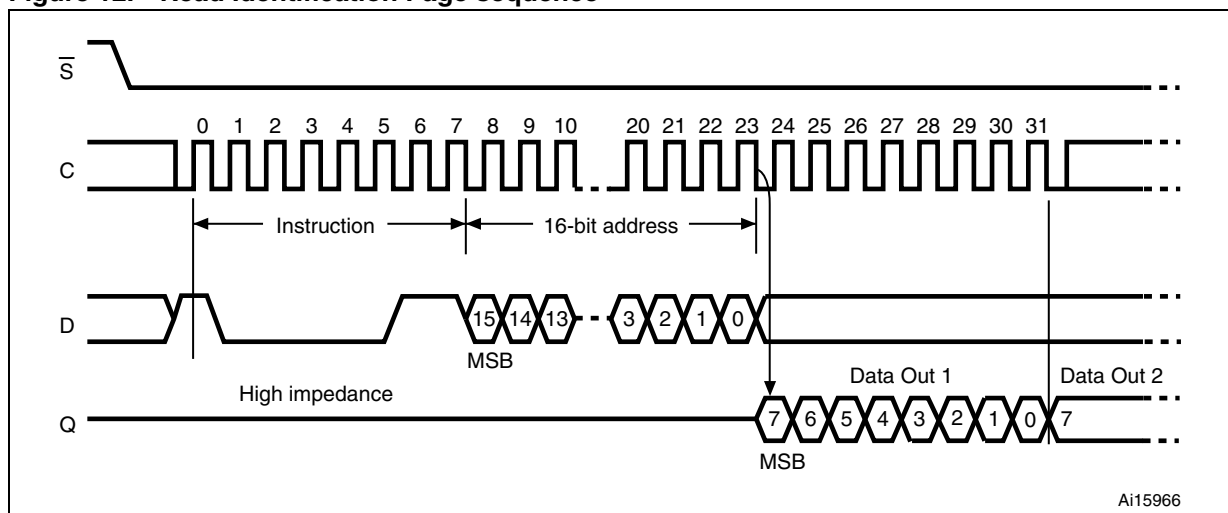 Figure 12. Read Identification Page sequence
S
0 1 2 3 4 5 6 7 8 9 10 20 21 22 23 24 25 26 27 28 29 30 31
C
Instruction 16-bit address
D 15 14 13 3 2 1 0
MSB
High impedance Data Out 1 Data Out 2
Q 7 6 5 4 3 2 1 0 7
MSB
Ai15966